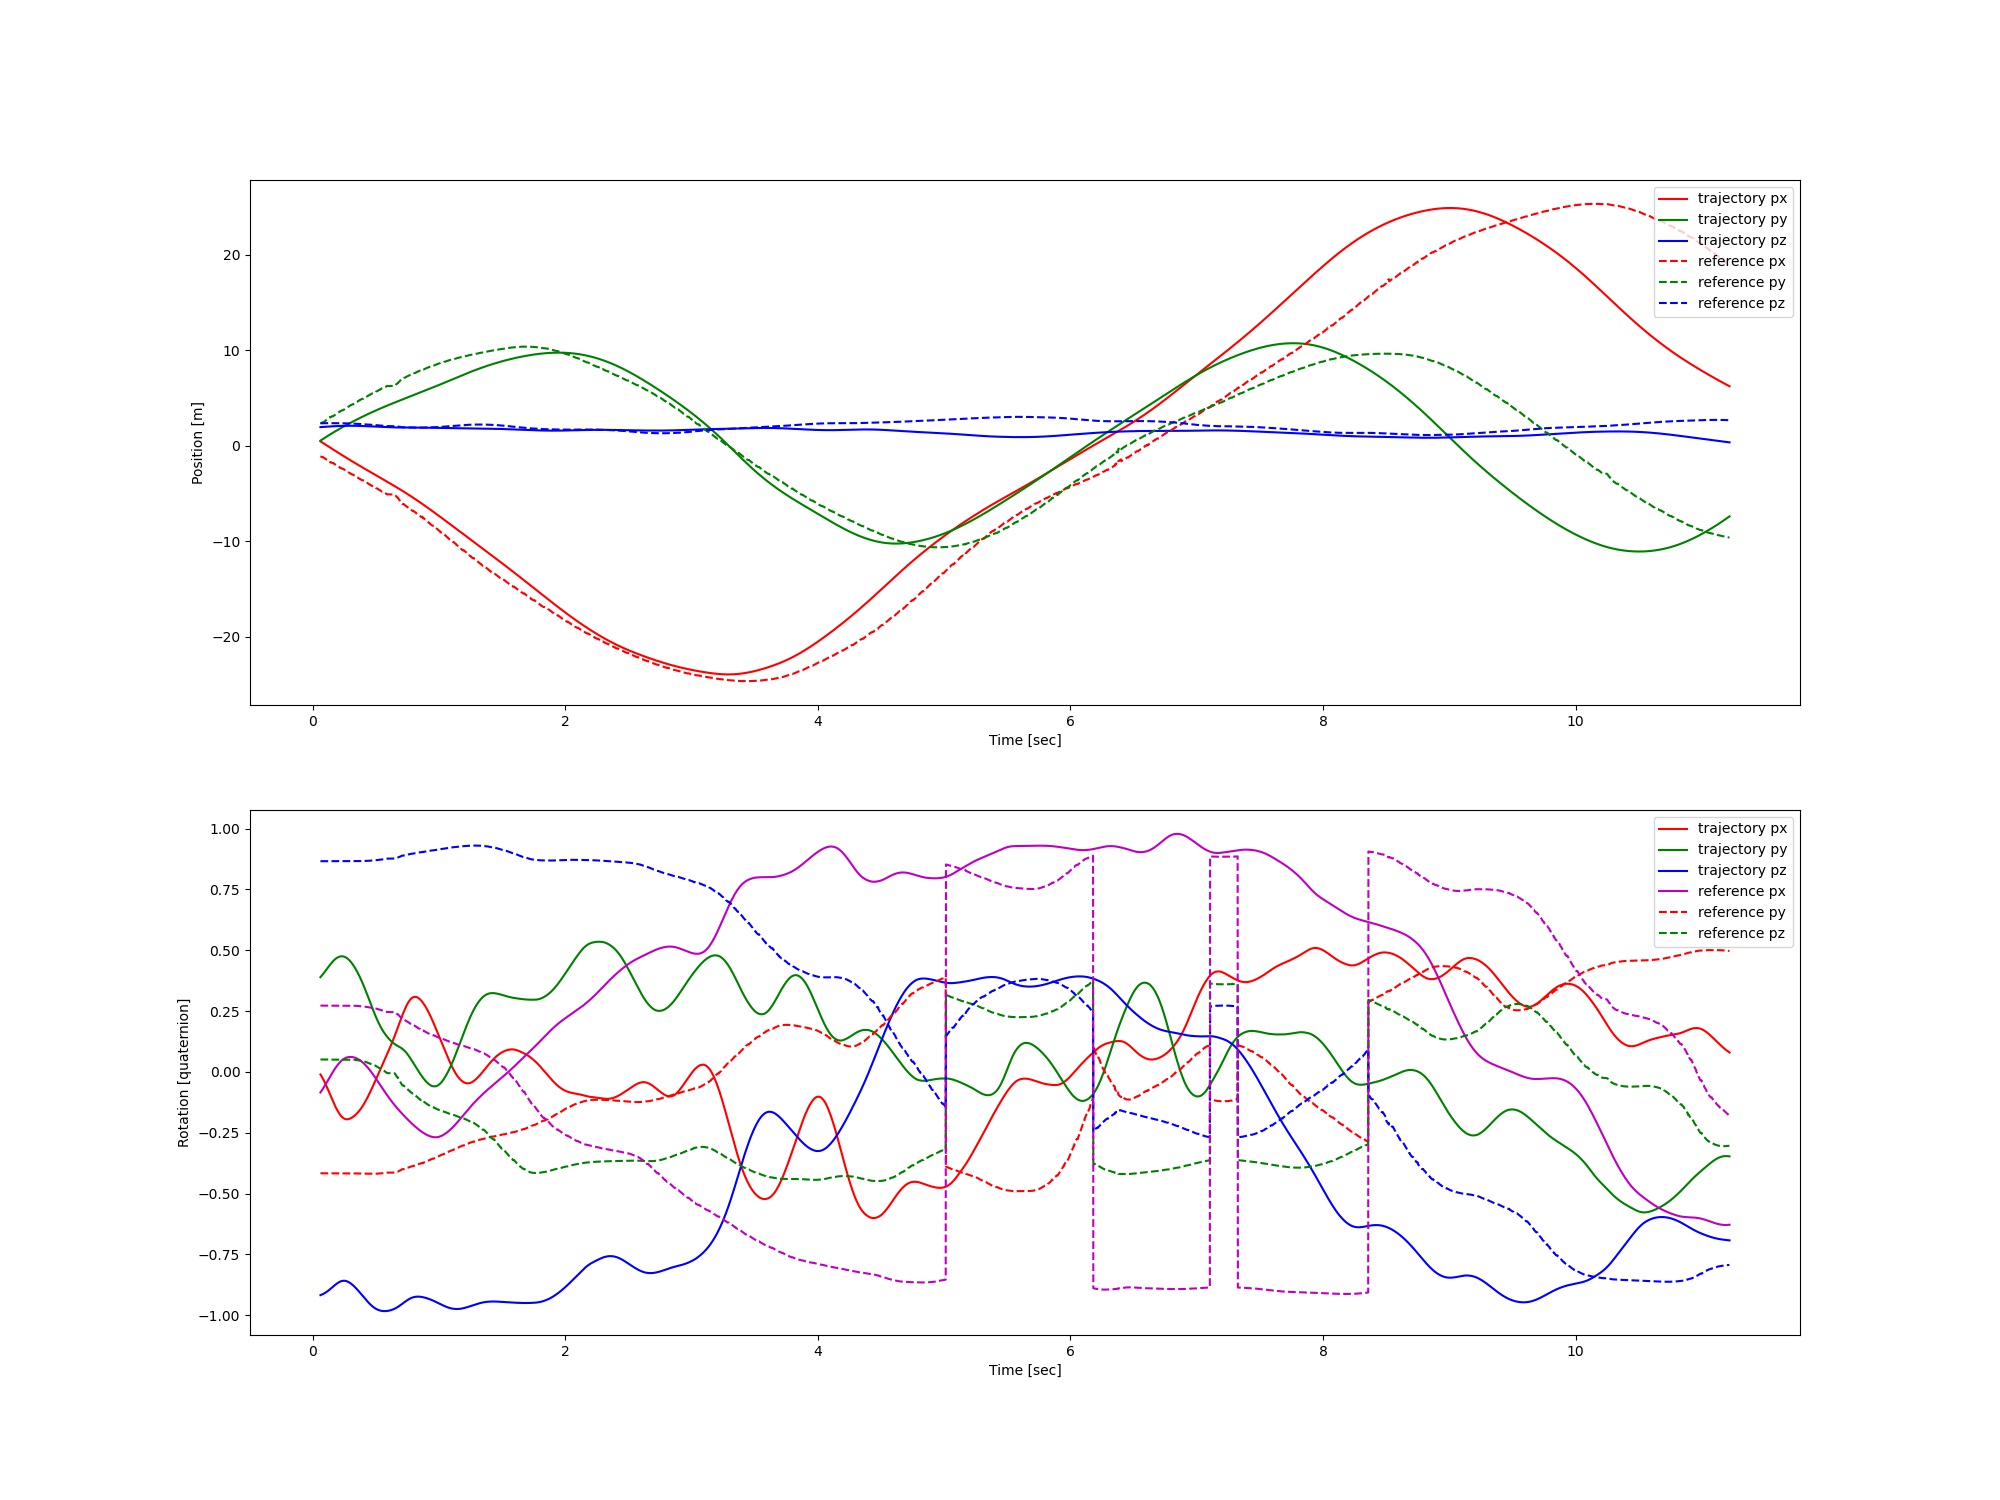 20
10
0
−10
−20
Position [m]
0 2 4 6 8 10
Time [sec]
trajectory px
trajectory py
trajectory pz
reference px
reference py
reference pz
1.00
0.75
0.50
0.25
0.00
−0.25
−0.50
−0.75
−1.00
Rotation [quaternion]
0 2 4 6 8 10
Time [sec]
trajectory px
trajectory py
trajectory pz
reference px
reference py
reference pz